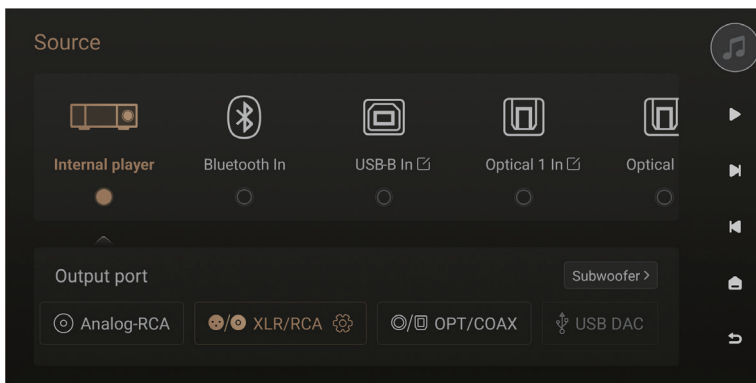 Source
Internal player
Bluetooth In
USB-B In
Optical 1 In
Optical
Output port
Subwoofer >
Analog-RCA
XLR/RCA
OPT/COAX
USB DAC